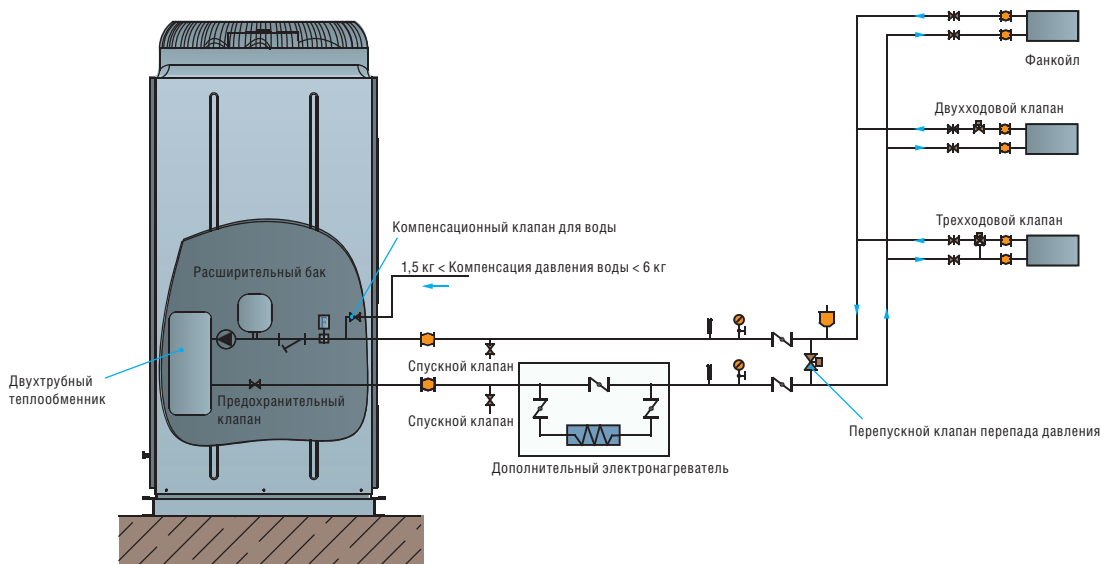 Фанкойл
Двухходовой клапан
Трехходовой клапан
Компенсационный клапан для воды
1,5 кг < Компенсация давления воды < 6 кг
Расширительный бак
Спускной клапан
Двухтрубный
теплообменник
Предохранительный
клапан
Спускной клапан
Перепускной клапан перепада давления
Дополнительный электронагреватель